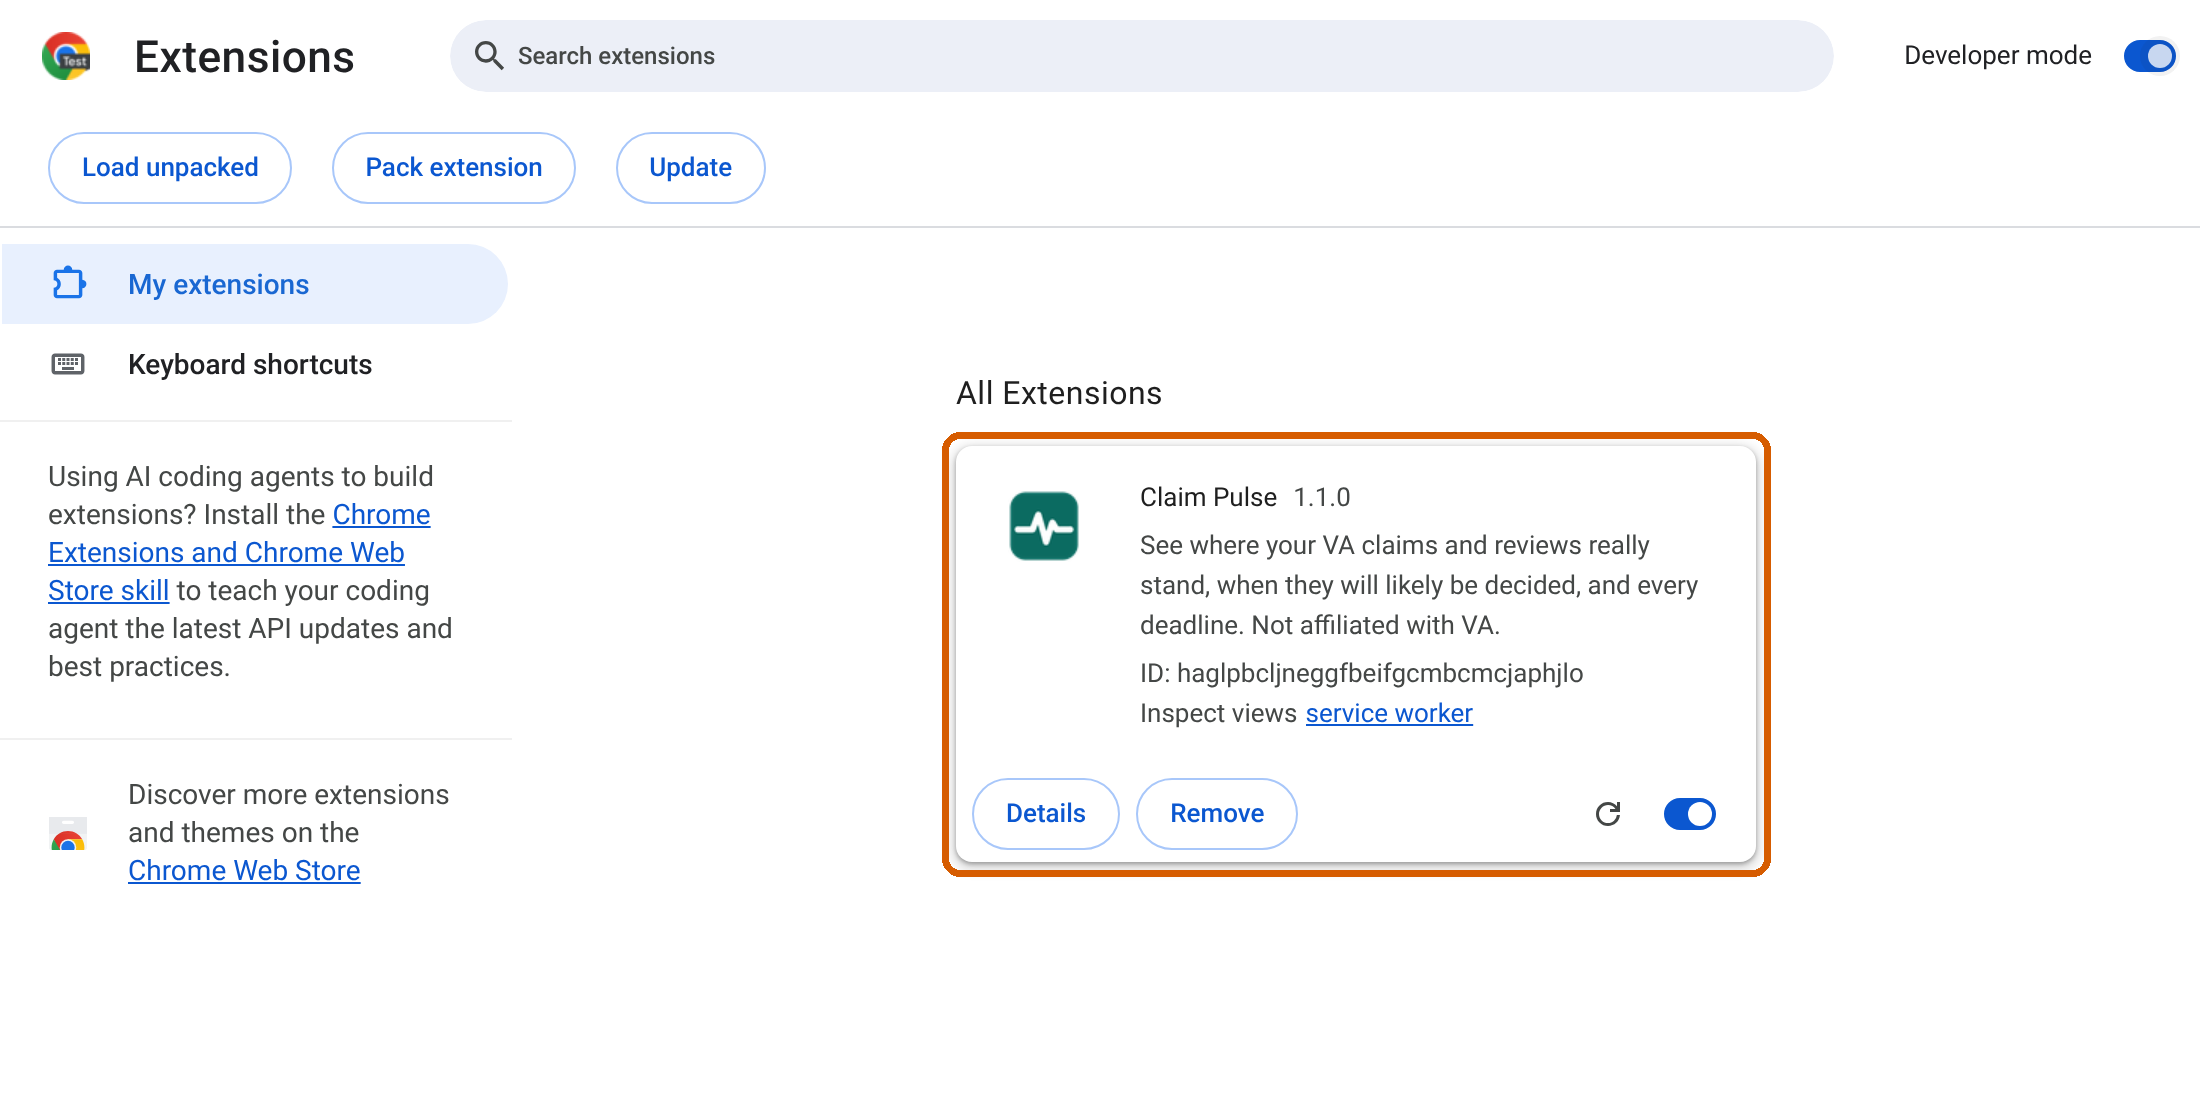 Test
Extensions
Search extensions
Developer mode
Load unpacked
Pack extension
Update
My extensions
Keyboard shortcuts
Using AI coding agents to build
extensions? Install the Chrome
Extensions and Chrome Web
Store skill to teach your coding
agent the latest API updates and
best practices.
Discover more extensions
and themes on the
Chrome Web Store
All Extensions
Claim Pulse 1.1.0
See where your VA claims and reviews really
stand, when they will likely be decided, and every
deadline. Not affiliated with VA.
ID: haglpbcljneggfbeifgcmbcmcjaphjlo
Inspect views service worker
Details
Remove